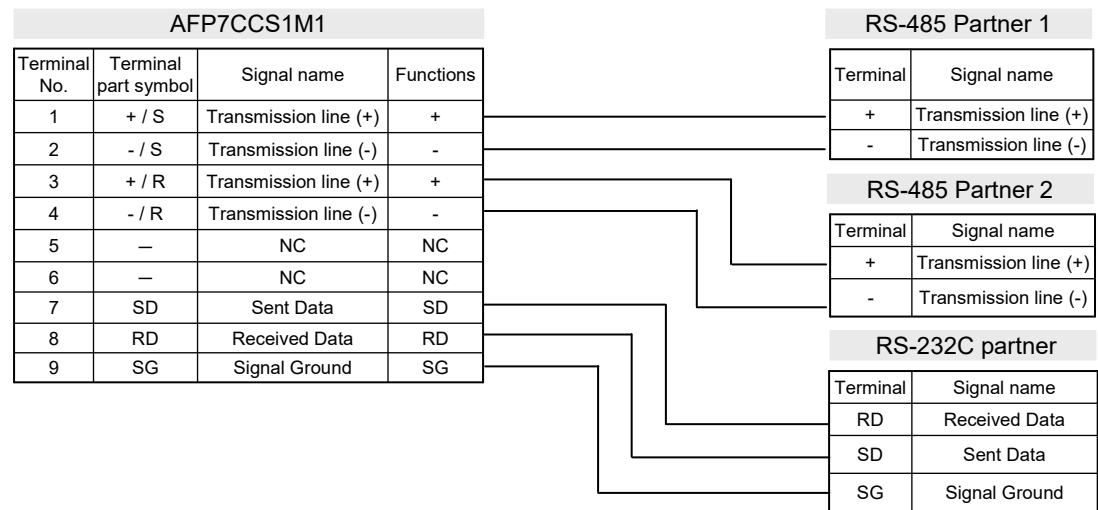 AFP7CCS1M1
Terminal No. Terminal part symbol Signal name Functions
1 + / S Transmission line (+) +
2 - / S Transmission line (-) -
3 + / R Transmission line (+) +
4 - / R Transmission line (-) -
5 — NC NC
6 — NC NC
7 SD Sent Data SD
8 RD Received Data RD
9 SG Signal Ground SG
RS-485 Partner 1
Terminal Signal name
+ Transmission line (+)
- Transmission line (-)
RS-485 Partner 2
Terminal Signal name
+ Transmission line (+)
- Transmission line (-)
RS-232C partner
Terminal Signal name
RD Received Data
SD Sent Data
SG Signal Ground